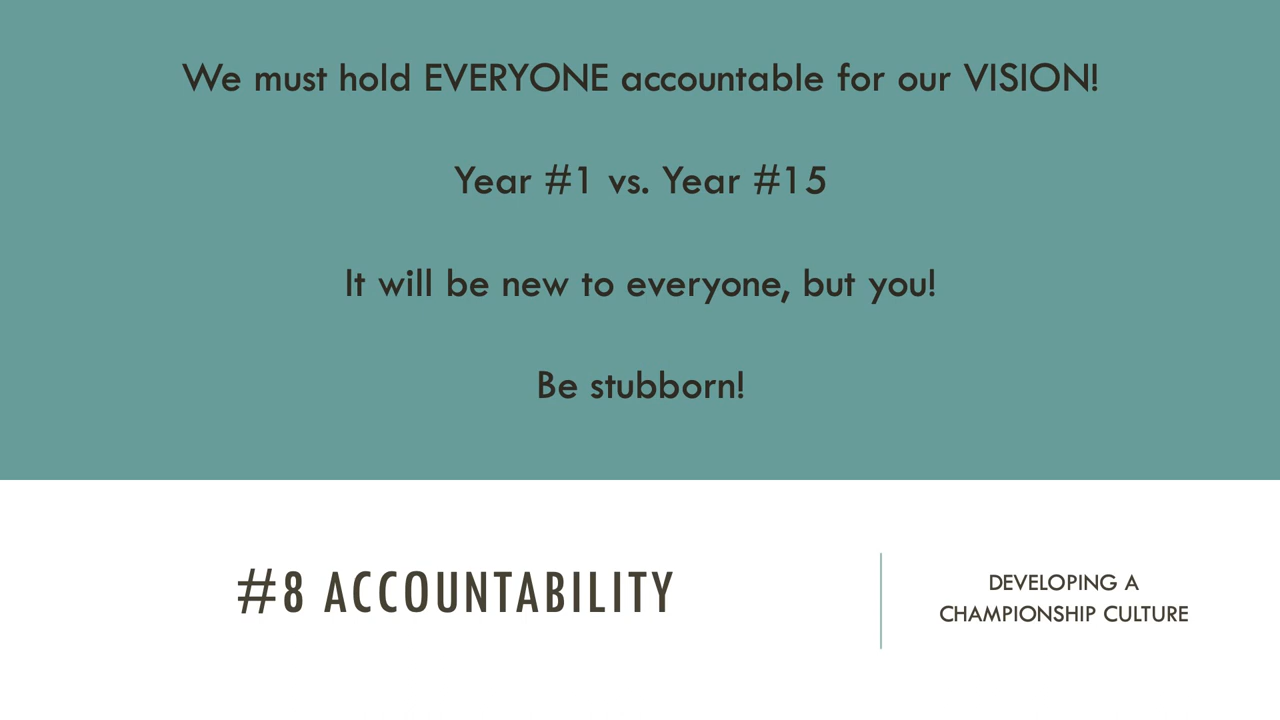 We must hold EVERYONE accountable for our VISION!
Year #1 vs. Year #15
It will be new to everyone, but you!
Be stubborn!
#8 ACCOUNTABILITY
DEVELOPING A
CHAMPIONSHIP CULTURE